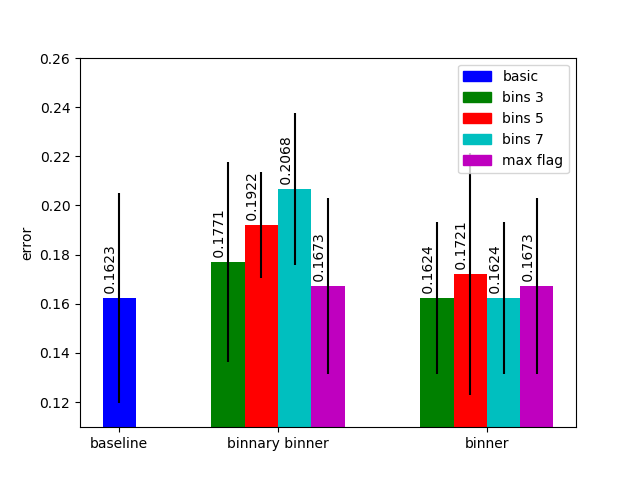 0.26
0.24
0.22
0.20
0.18
0.16
0.14
0.12
error
basic
bins 3
bins 5
bins 7
max flag
0.1623
0.1771
0.1922
0.2068
0.1673
0.1624
0.1721
0.1624
0.1673
baseline
binnary binner
binner